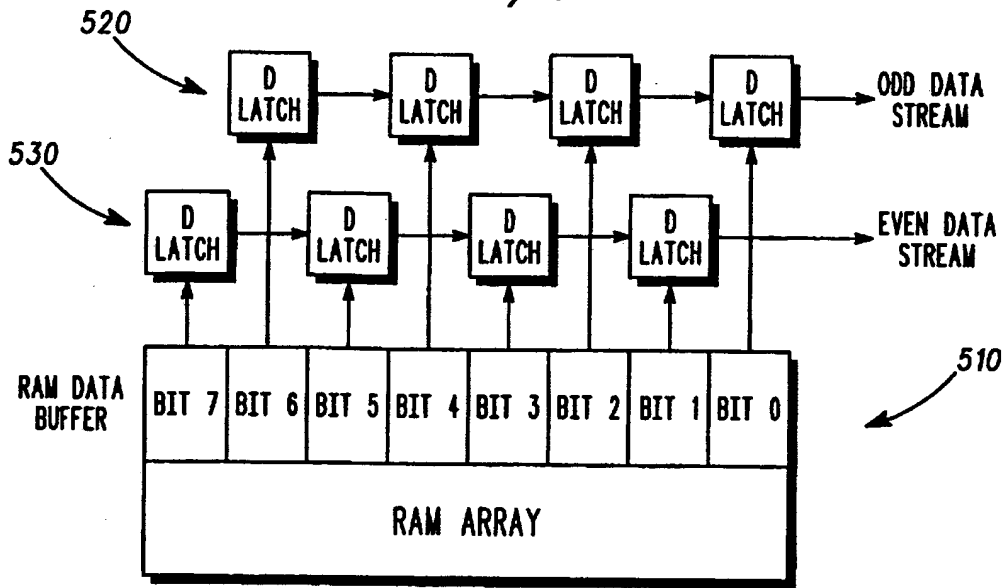 520
D LATCH
D LATCH
D LATCH
D LATCH
ODD DATA STREAM
530
D LATCH
D LATCH
D LATCH
D LATCH
EVEN DATA STREAM
RAM DATA BUFFER
BIT 7
BIT 6
BIT 5
BIT 4
BIT 3
BIT 2
BIT 1
BIT 0
510
RAM ARRAY